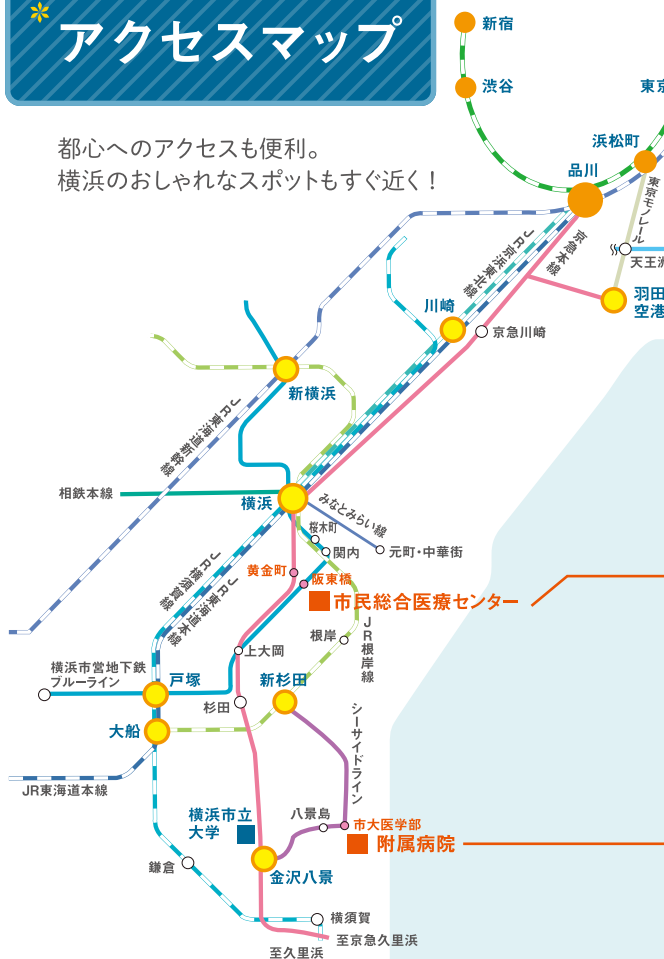 アクセスマップ
都心へのアクセスも便利。
横浜のおしゃれなスポットもすぐ近く！
新宿
渋谷
東京
浜松町
品川
東京モノレール
天王洲
羽田
空港
京急本線
JR京浜東北線
川崎
京急川崎
新横浜
JR東海道新幹線
相鉄本線
横浜
みなとみらい線
桜木町
関内
元町・中華街
黄金町
阪東橋
市民総合医療センター
JR横須賀線
JR東海道本線
根岸
JR根岸線
上大岡
横浜市営地下鉄
ブルーライン
戸塚
杉田
新杉田
大船
シーサイドライン
JR東海道本線
横浜市立
大学
八景島
市大医学部
附属病院
金沢八景
鎌倉
横須賀
至京急久里浜
至久里浜